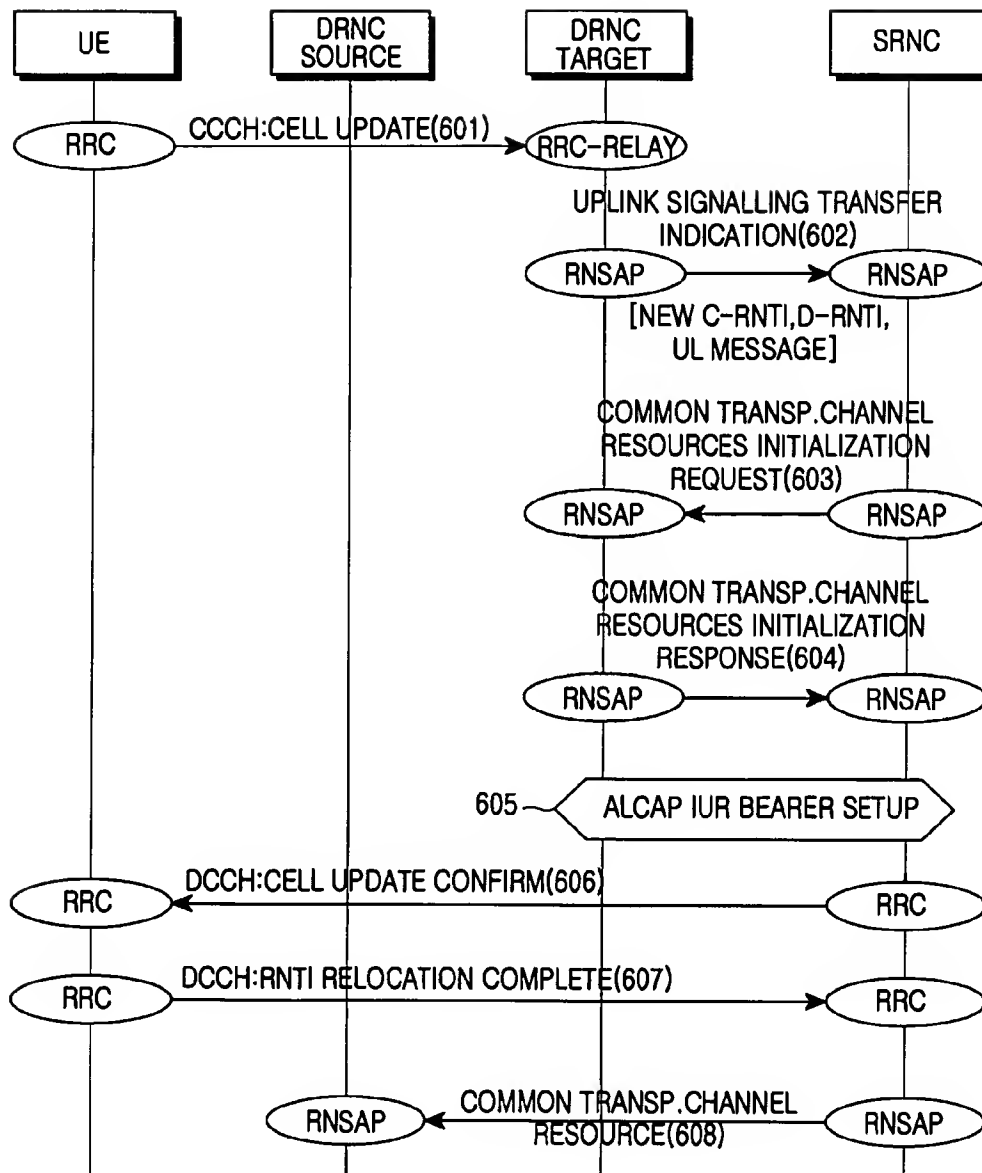 UE
DRNC
SOURCE
DRNC
TARGET
SRNC
RRC
CCCH:CELL UPDATE(601)
RRC-RELAY
UPLINK SIGNALLING TRANSFER
INDICATION(602)
RNSAP
RNSAP
[NEW C-RNTI,D-RNTI,
UL MESSAGE]
COMMON TRANSP.CHANNEL
RESOURCES INITIALIZATION
REQUEST(603)
RNSAP
RNSAP
COMMON TRANSP.CHANNEL
RESOURCES INITIALIZATION
RESPONSE(604)
RNSAP
RNSAP
605
ALCAP IUR BEARER SETUP
DCCH:CELL UPDATE CONFIRM(606)
RRC
RRC
DCCH:RNTI RELOCATION COMPLETE(607)
RRC
RRC
COMMON TRANSP.CHANNEL
RESOURCE(608)
RNSAP
RNSAP